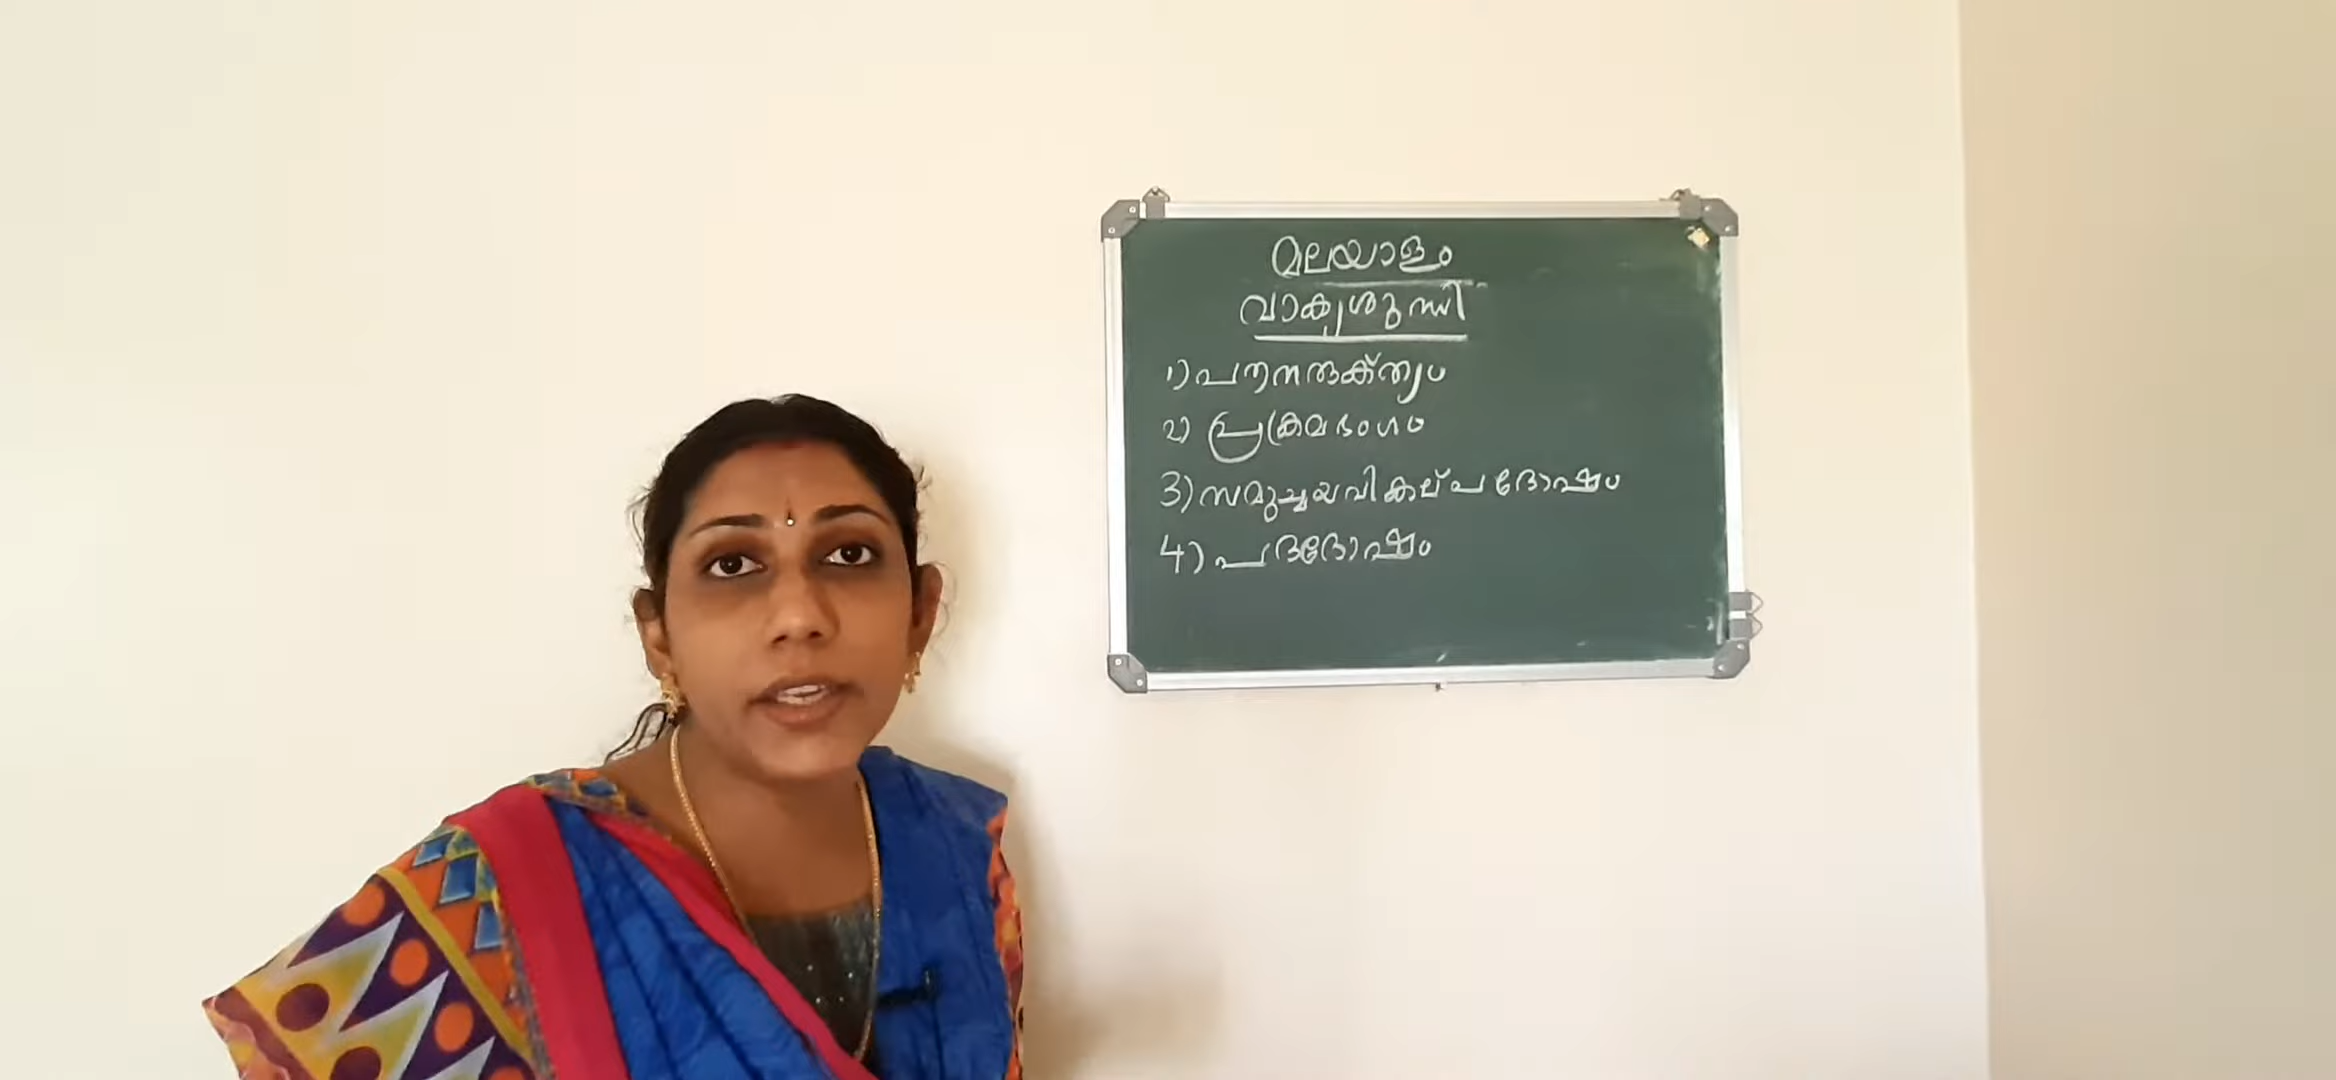 മലയാളം
വാക്യശുദ്ധി
1) പൗനരുക്ത്യം
2) പ്രക്രമഭംഗം
3) സമുച്ചയവികല്പദോഷം
4) പദദോഷം